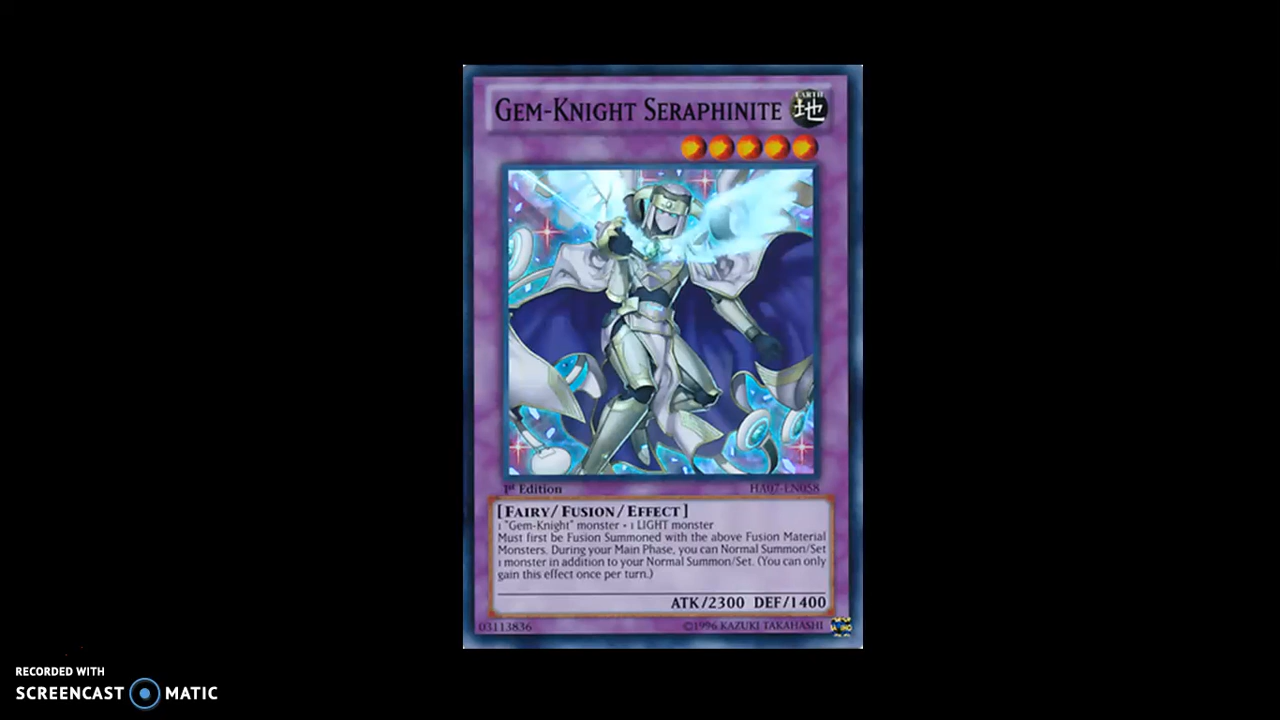 GEM-KNIGHT SERAPHINITE
EARTH
地
1st Edition
HA07-EN058
[FAIRY/FUSION/EFFECT]
1 "Gem-Knight" monster + 1 LIGHT monster
Must first be Fusion Summoned with the above Fusion Material
Monsters. During your Main Phase, you can Normal Summon/Set
1 monster in addition to your Normal Summon/Set. (You can only
gain this effect once per turn.)
ATK/2300 DEF/1400
03113836
©1996 KAZUKI TAKAHASHI
RECORDED WITH
SCREENCAST MATIC